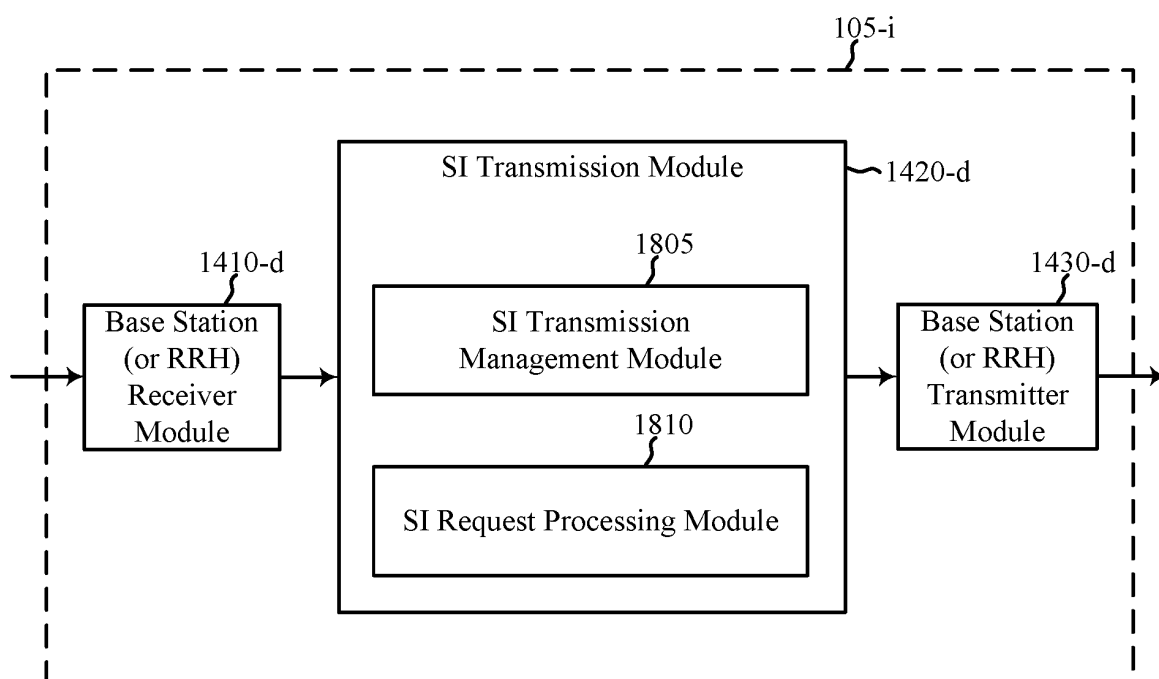 105-i
SI Transmission Module
1420-d
1805
1410-d
1430-d
Base Station
(or RRH)
Receiver
Module
SI Transmission
Management Module
Base Station
(or RRH)
Transmitter
Module
1810
SI Request Processing Module